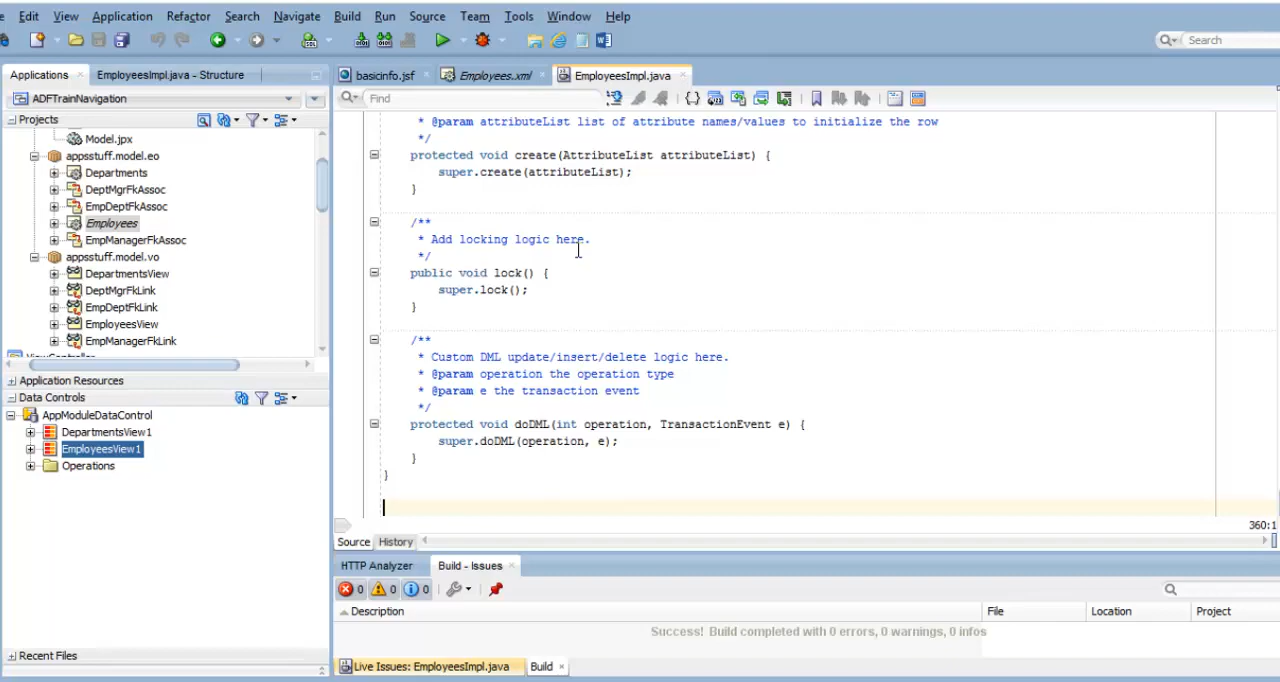 Edit View Application Refactor Search Navigate Build Run Source Team Tools Window Help
Search
Applications EmployeesImpl.java - Structure
basicinfo.jsf Employees.xml EmployeesImpl.java
ADFTrainNavigation
Find
Projects
Model.jpx
appsstuff.model.eo
Departments
DeptMgrFkAssoc
EmpDeptFkAssoc
Employees
EmpManagerFkAssoc
appsstuff.model.vo
DepartmentsView
DeptMgrFkLink
EmpDeptFkLink
EmployeesView
EmpManagerFkLink
ViewController
Application Resources
Data Controls
AppModuleDataControl
DepartmentsView1
EmployeesView1
Operations
Recent Files
* @param attributeList list of attribute names/values to initialize the row
*/
protected void create(AttributeList attributeList) {
super.create(attributeList);
}
/**
* Add locking logic here.
*/
public void lock() {
super.lock();
}
/**
* Custom DML update/insert/delete logic here.
* @param operation the operation type
* @param e the transaction event
*/
protected void doDML(int operation, TransactionEvent e) {
super.doDML(operation, e);
}
}
360:1
Source History
HTTP Analyzer Build - Issues
0 0 0
Description File Location Project
Success! Build completed with 0 errors, 0 warnings, 0 infos
Live Issues: EmployeesImpl.java Build